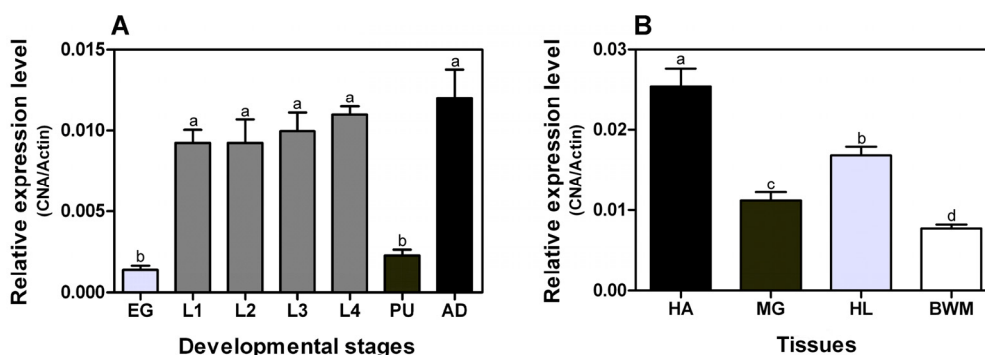 A
Relative expression level
(CNA/Actin)
0.015
0.010
0.005
0.000
b
a
a
a
a
b
a
EG L1 L2 L3 L4 PU AD
Developmental stages
B
Relative expression level
(CNA/Actin)
0.03
0.02
0.01
0.00
a
c
b
d
HA MG HL BWM
Tissues